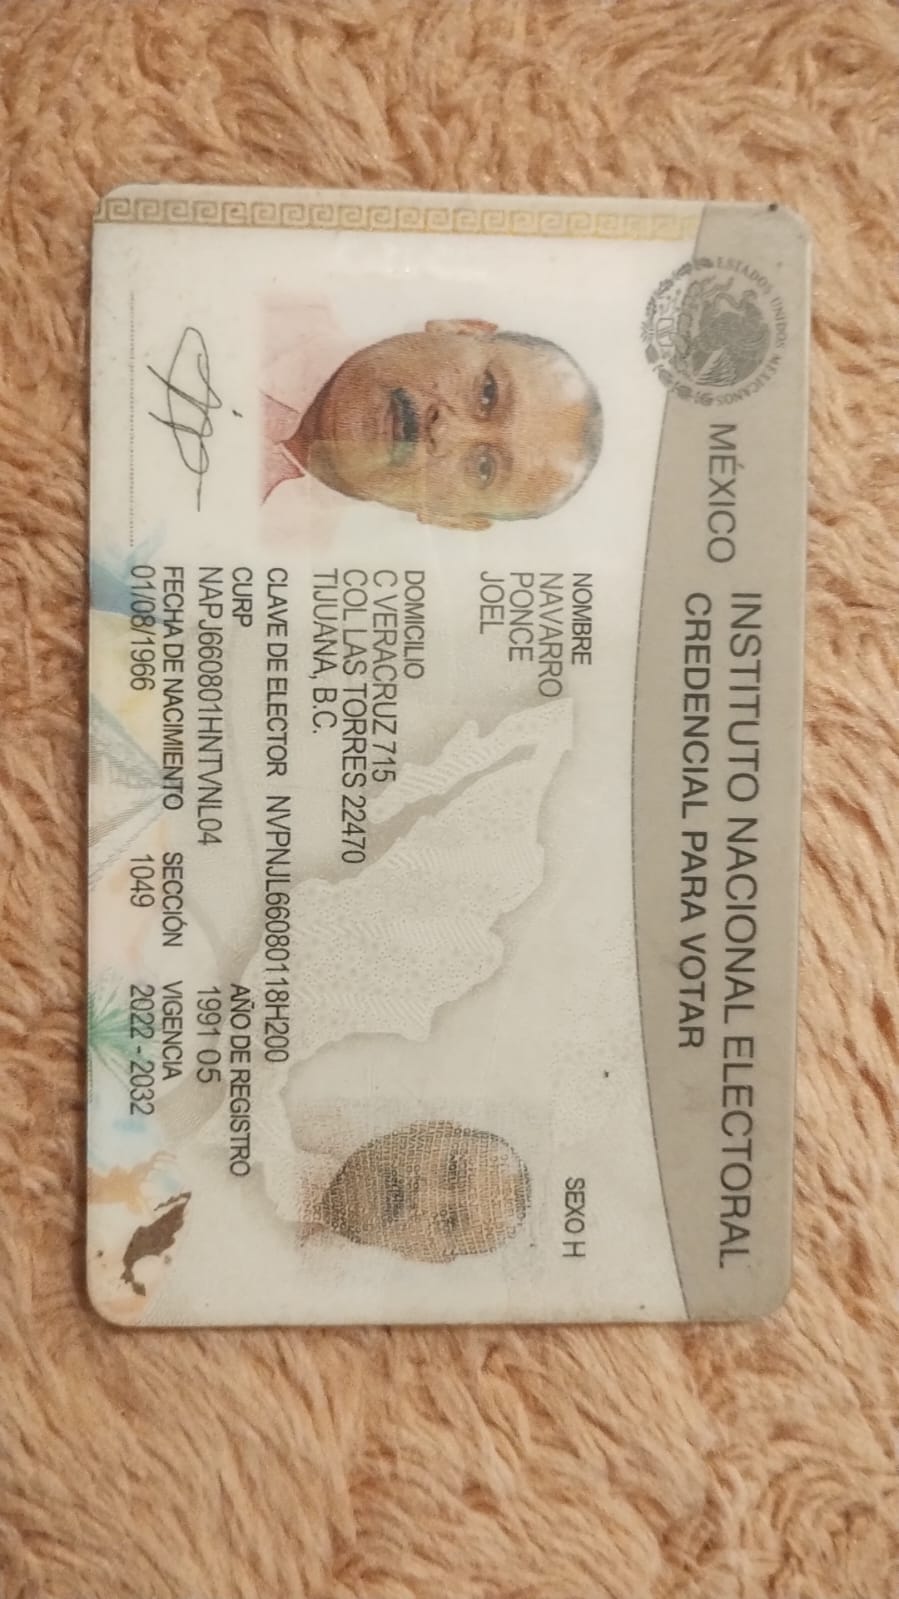 ESTADOS UNIDOS MEXICANOS
MÉXICO INSTITUTO NACIONAL ELECTORAL
CREDENCIAL PARA VOTAR
NOMBRE
NAVARRO
PONCE
JOEL
SEXO H
DOMICILIO
C VERACRUZ 715
COL LAS TORRES 22470
TIJUANA, B.C.
CLAVE DE ELECTOR NVPNJL66080118H200
CURP
NAPJ660801HNTVNL04
AÑO DE REGISTRO
1991 05
FECHA DE NACIMIENTO
01/08/1966
SECCIÓN
1049
VIGENCIA
2022 - 2032